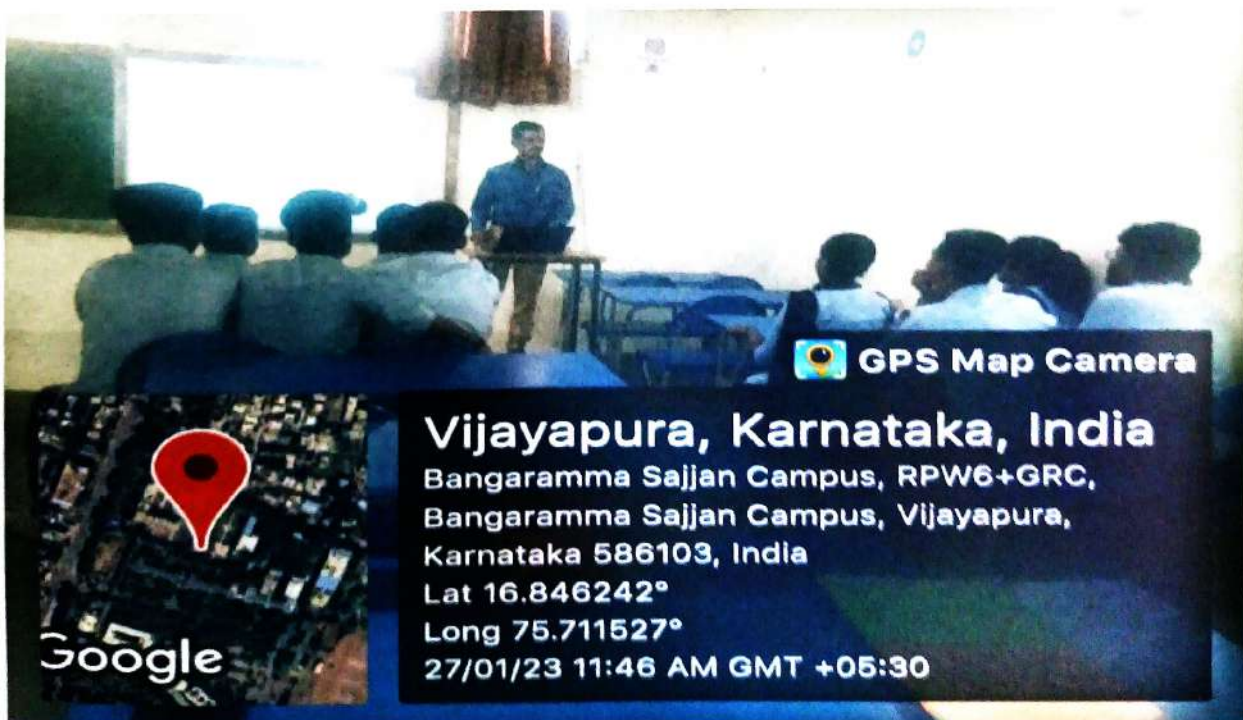 GPS Map Camera
Vijayapura, Karnataka, India
Bangaramma Sajjan Campus, RPW6+GRC,
Bangaramma Sajjan Campus, Vijayapura,
Karnataka 586103, India
Lat 16.846242°
Long 75.711527°
27/01/23 11:46 AM GMT +05:30
Google